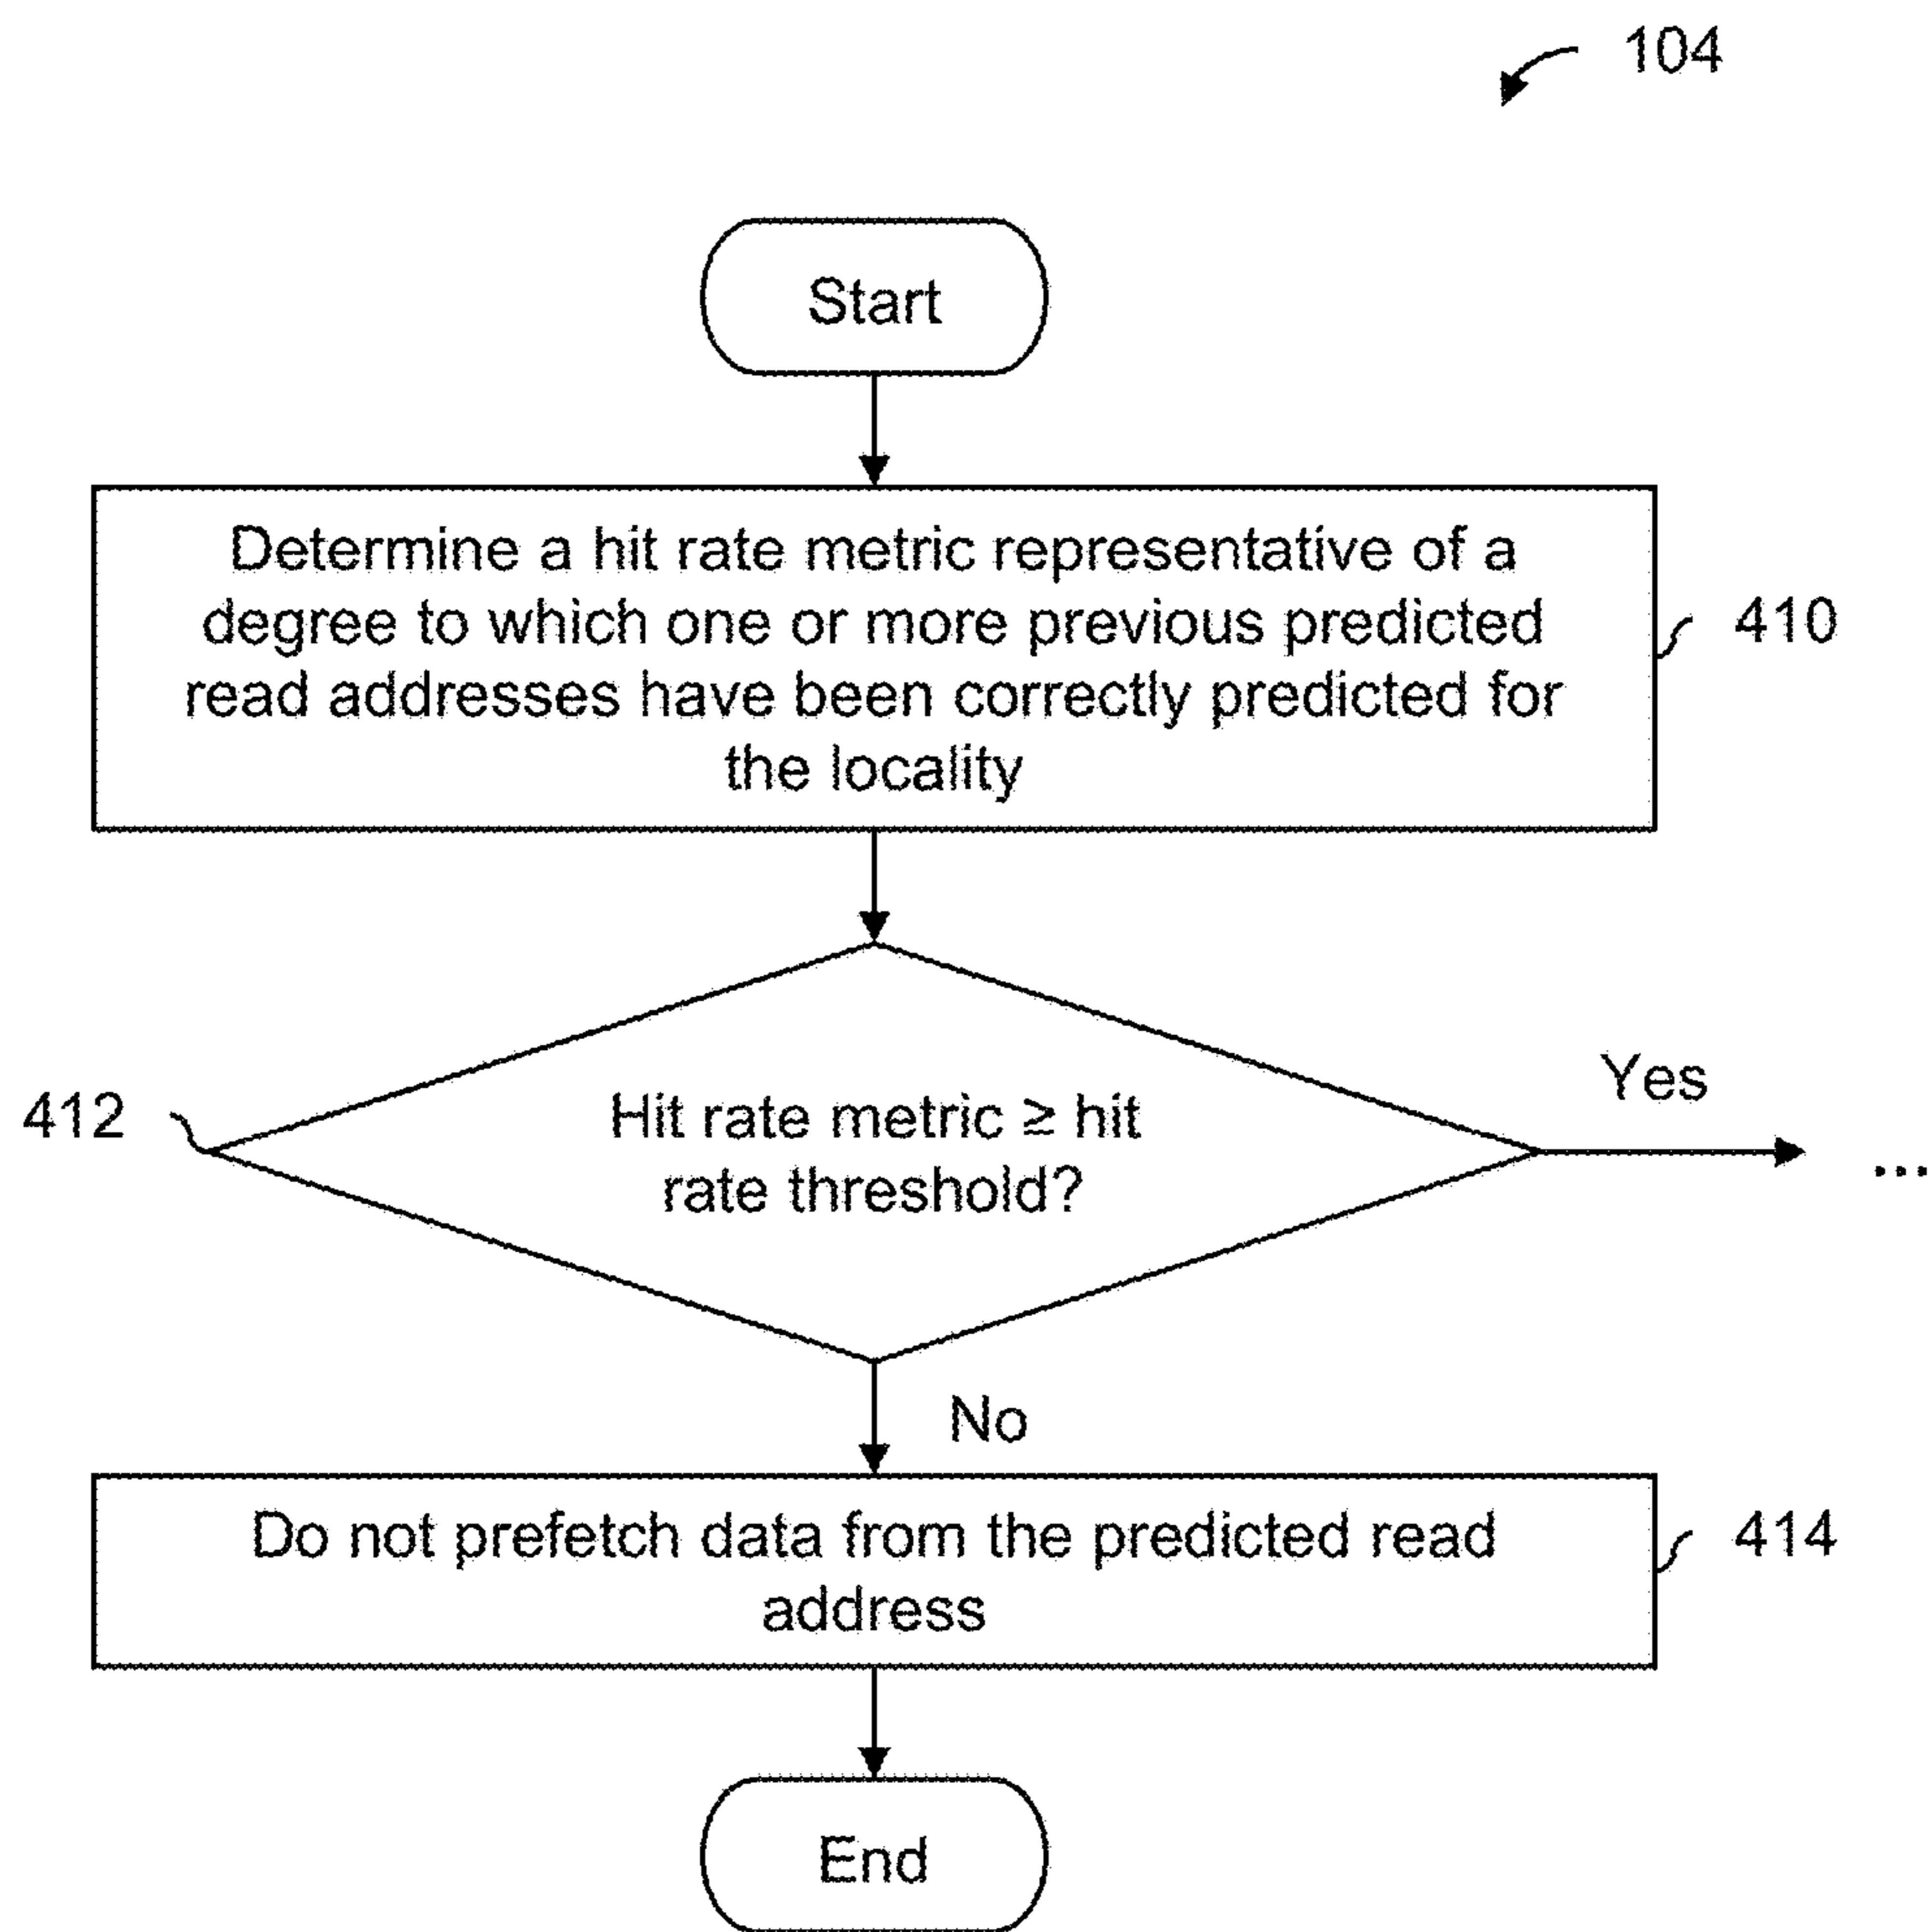 104
Start
Determine a hit rate metric representative of a
degree to which one or more previous predicted
read addresses have been correctly predicted for
the locality
410
412
Hit rate metric ≥ hit
rate threshold?
Yes
...
No
Do not prefetch data from the predicted read
address
414
End